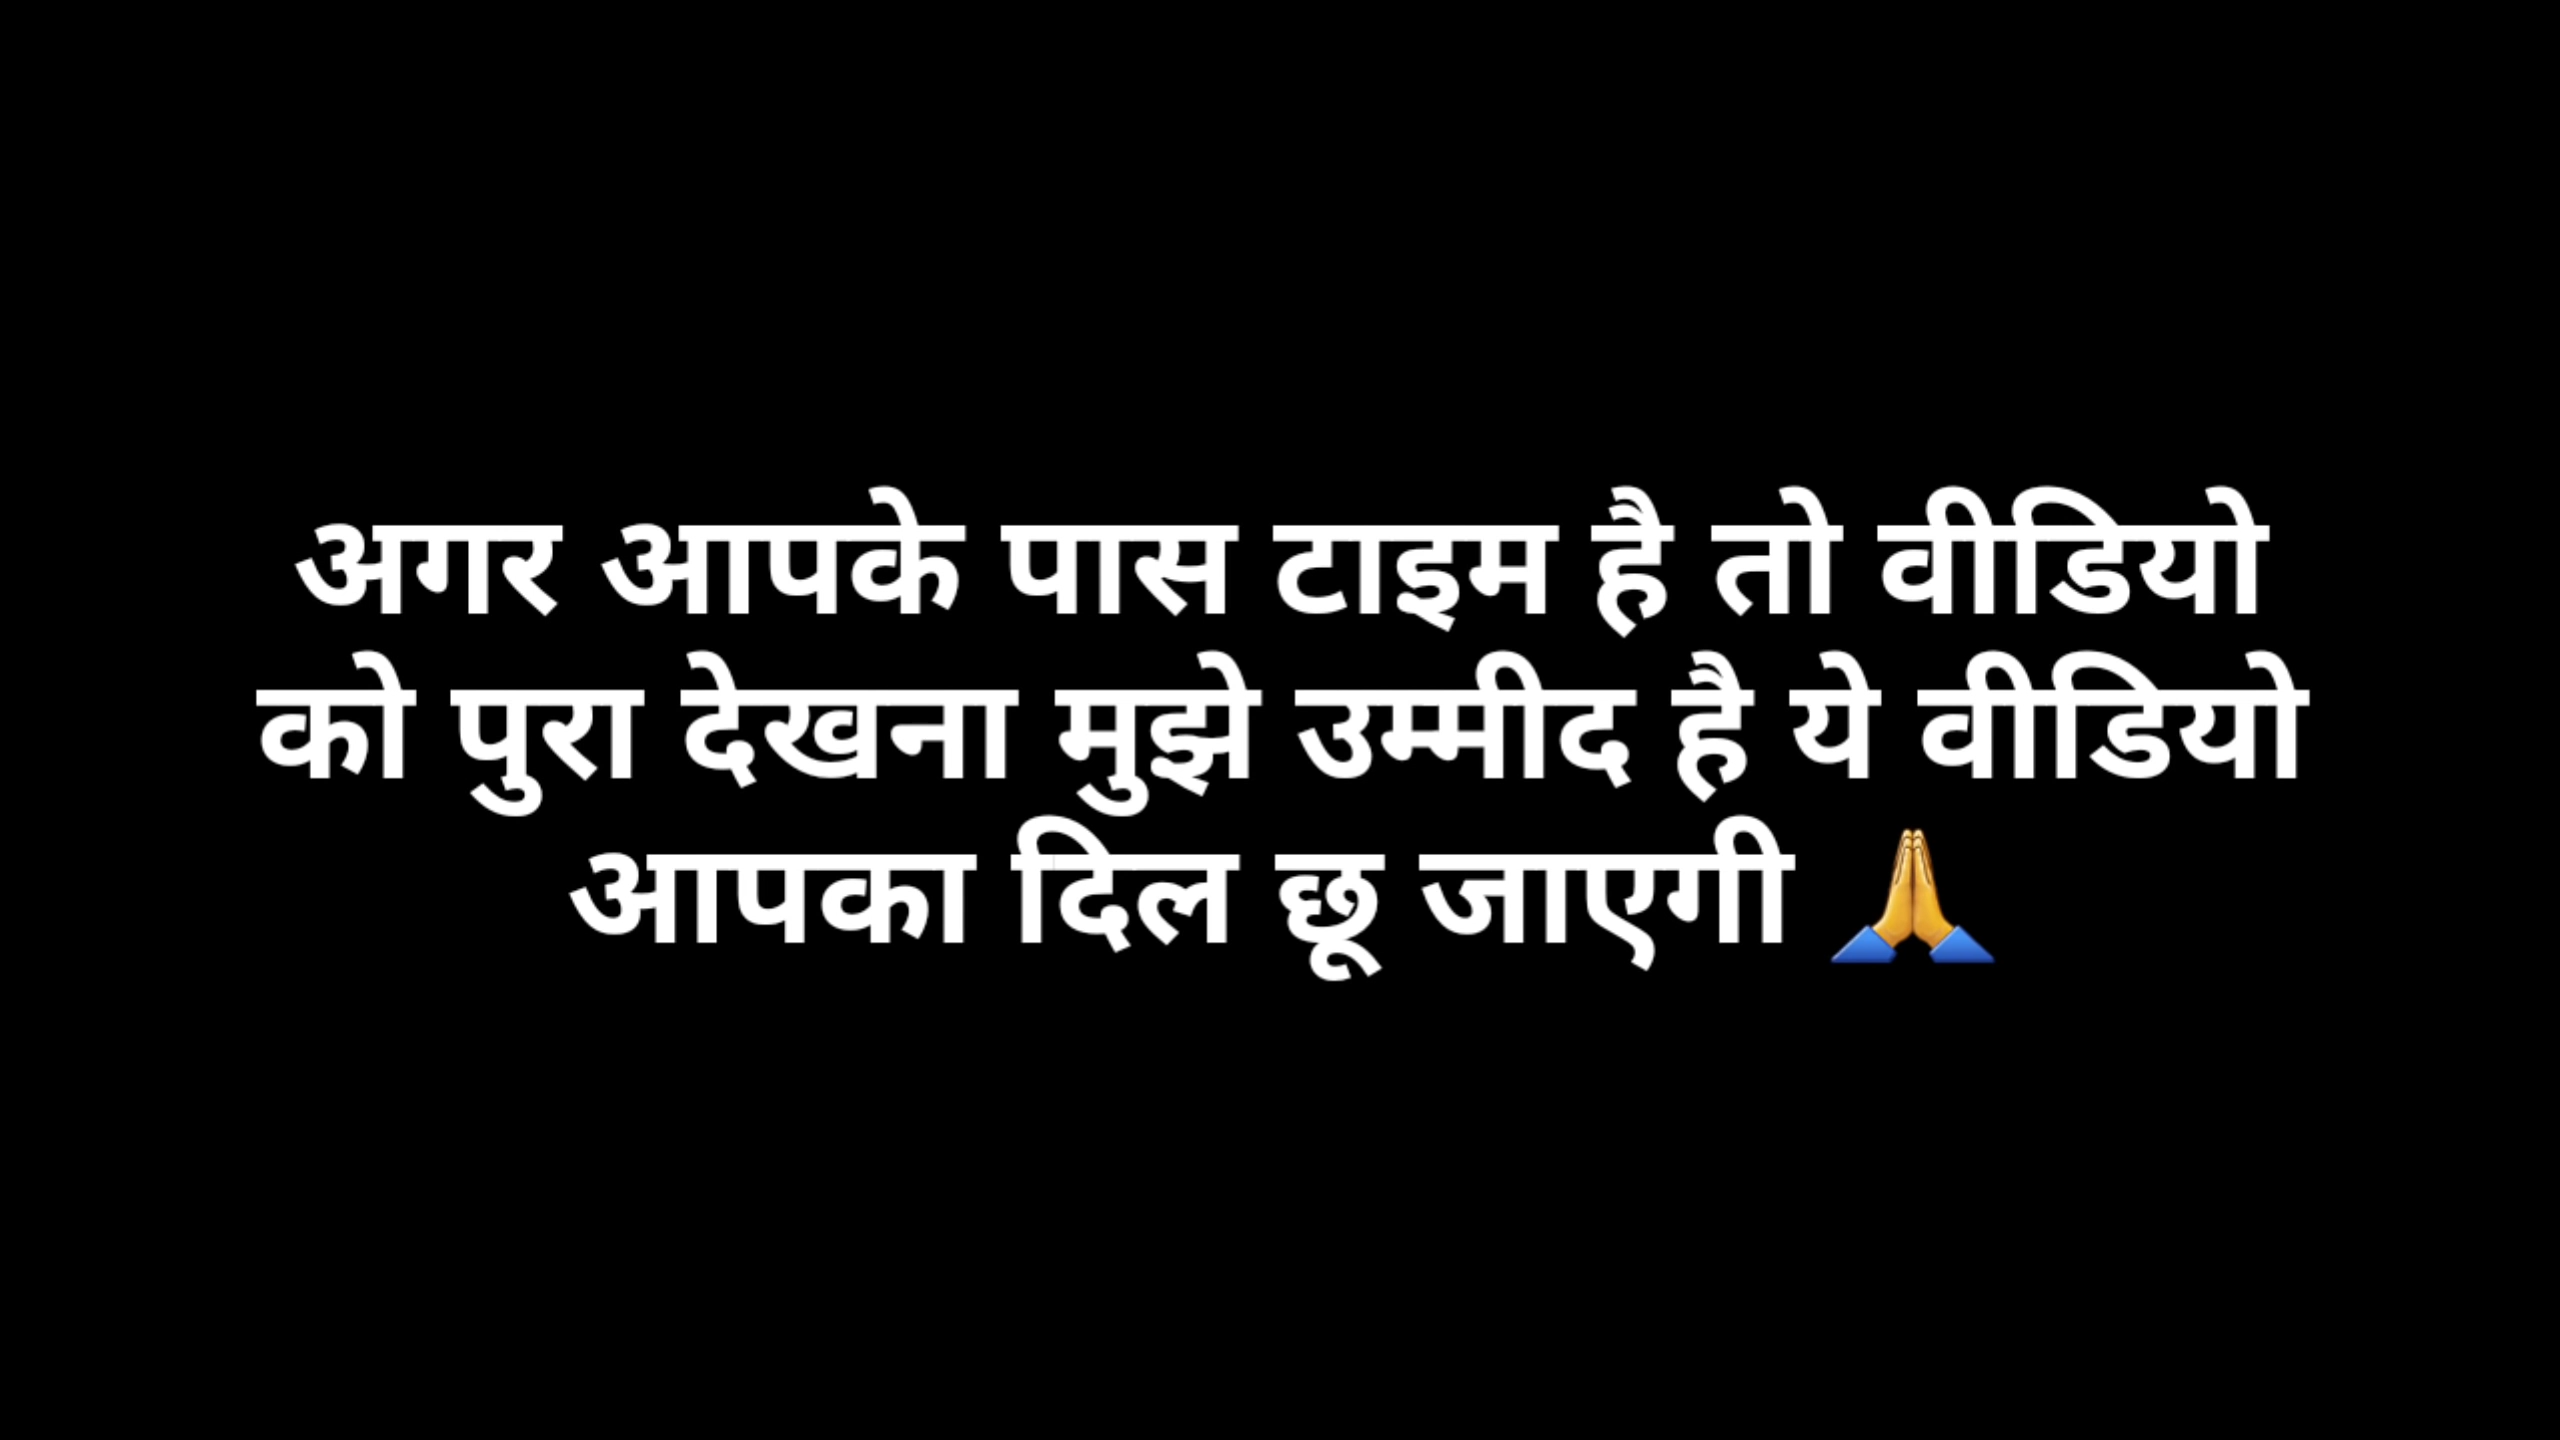 अगर आपके पास टाइम है तो वीडियो
को पुरा देखना मुझे उम्मीद है ये वीडियो
आपका दिल छू जाएगी 🙏